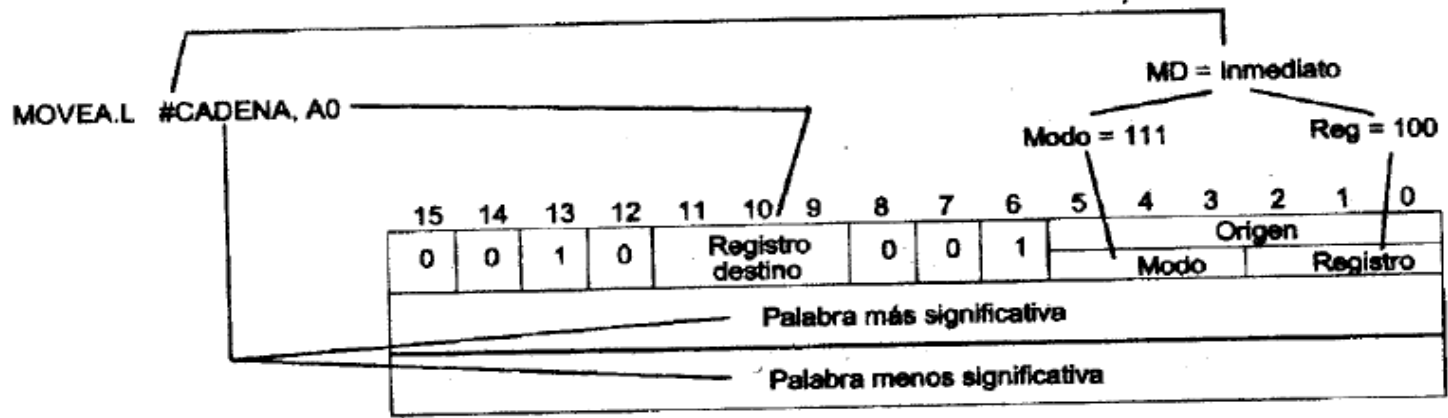 MD = Inmediato
MOVEA.L #CADENA, A0
Modo = 111
Reg = 100
15 14 13 12 11 10 9 8 7 6 5 4 3 2 1 0
0 0 1 0 Registro destino 0 0 1 Origen
Modo Registro
Palabra más significativa
Palabra menos significativa